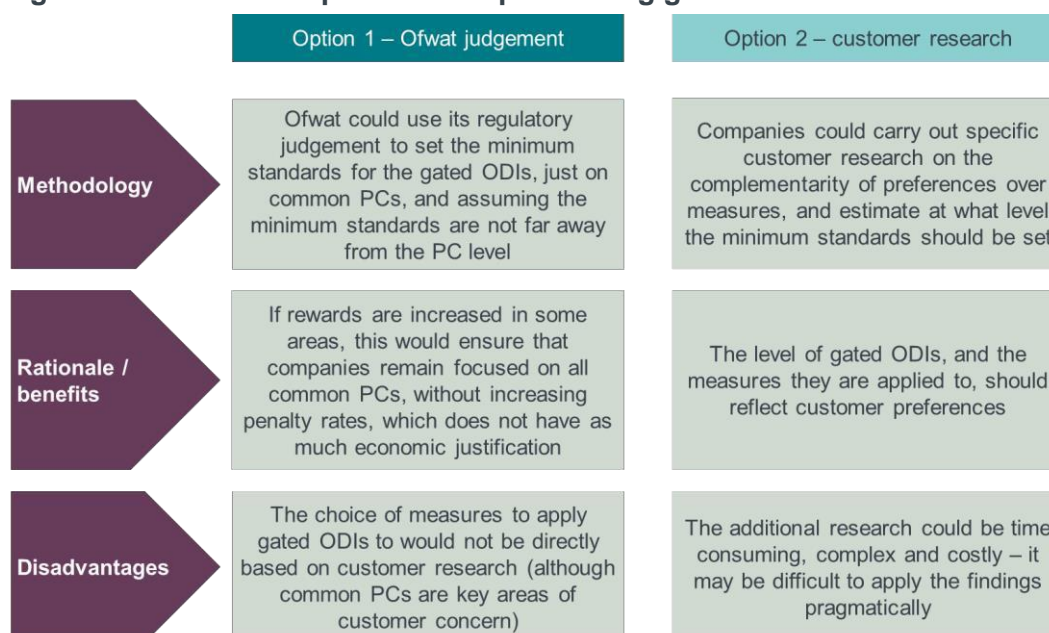 Option 1 – Ofwat judgement
Option 2 – customer research
Methodology
Ofwat could use its regulatory
judgement to set the minimum
standards for the gated ODIs, just on
common PCs, and assuming the
minimum standards are not far away
from the PC level
Companies could carry out specific
customer research on the
complementarity of preferences over
measures, and estimate at what level
the minimum standards should be set
Rationale /
benefits
If rewards are increased in some
areas, this would ensure that
companies remain focused on all
common PCs, without increasing
penalty rates, which does not have as
much economic justification
The level of gated ODIs, and the
measures they are applied to, should
reflect customer preferences
Disadvantages
The choice of measures to apply
gated ODIs to would not be directly
based on customer research (although
common PCs are key areas of
customer concern)
The additional research could be time
consuming, complex and costly – it
may be difficult to apply the findings
pragmatically